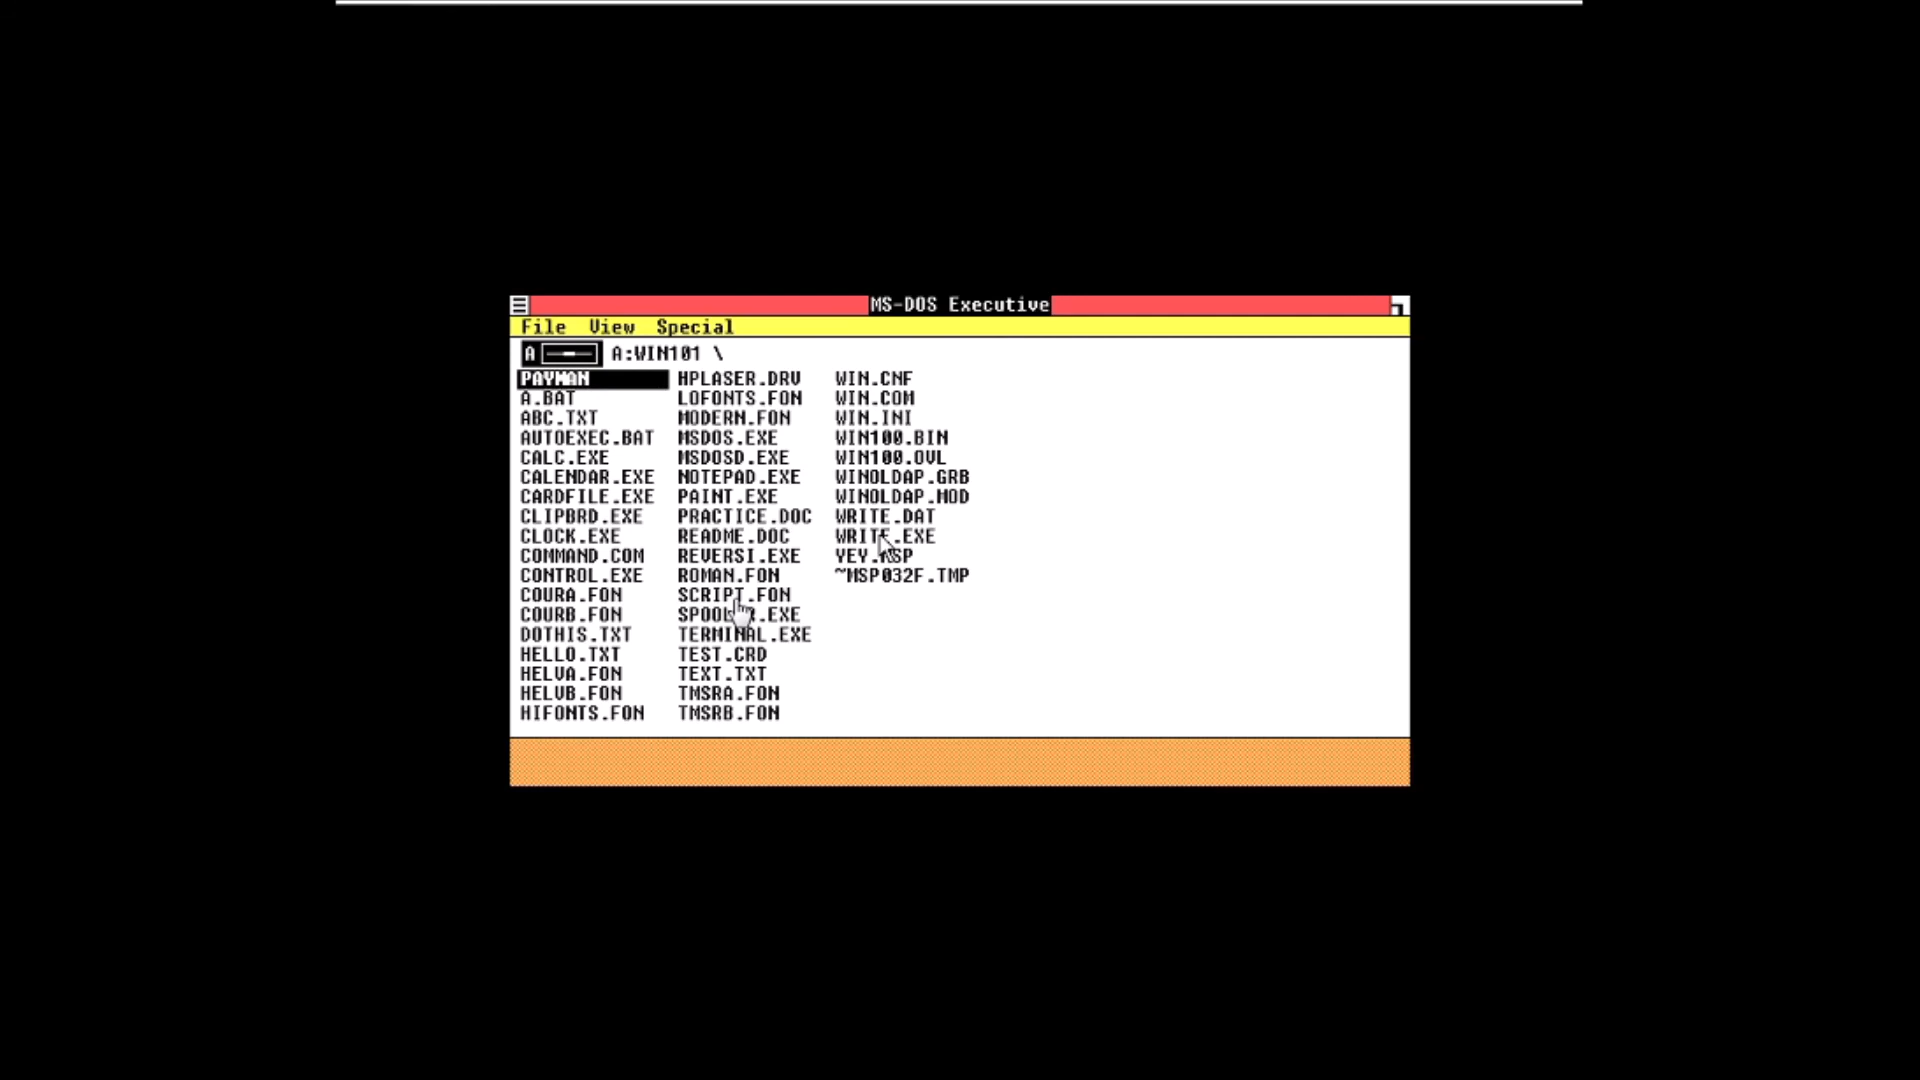 MS-DOS Executive
File View Special
A A:WIN101 \
PAYMAN HPLASER.DRV WIN.CNF
A.BAT LOFONTS.FON WIN.COM
ABC.TXT MODERN.FON WIN.INI
AUTOEXEC.BAT MSDOS.EXE WIN100.BIN
CALC.EXE MSDOSD.EXE WIN100.OVL
CALENDAR.EXE NOTEPAD.EXE WINOLDAP.GRB
CARDFILE.EXE PAINT.EXE WINOLDAP.MOD
CLIPBRD.EXE PRACTICE.DOC WRITE.DAT
CLOCK.EXE README.DOC WRITE.EXE
COMMAND.COM REVERSI.EXE YEY.MSP
CONTROL.EXE ROMAN.FON ~MSP032F.TMP
COURA.FON SCRIPT.FON
COURB.FON SPOOLER.EXE
DOTHIS.TXT TERMINAL.EXE
HELLO.TXT TEST.CRD
HELVA.FON TEXT.TXT
HELVB.FON TMSRA.FON
HIFONTS.FON TMSRB.FON